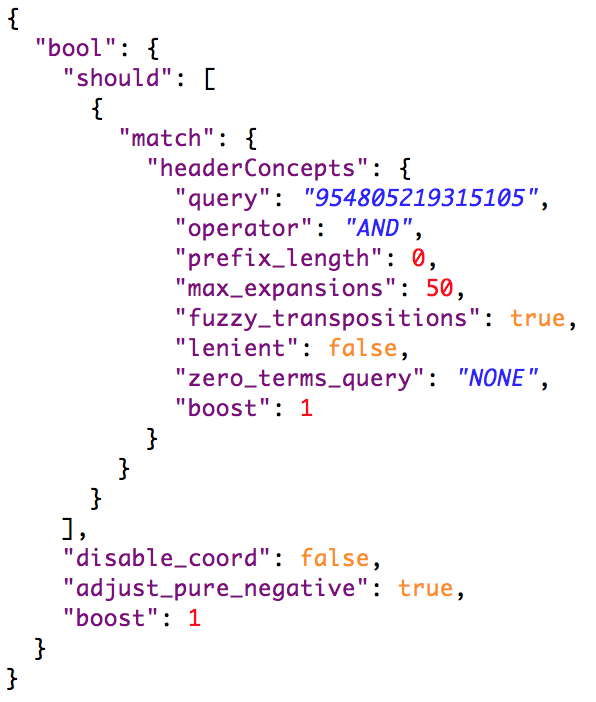 {
  "bool": {
    "should": [
      {
        "match": {
          "headerConcepts": {
            "query": "954805219315105",
            "operator": "AND",
            "prefix_length": 0,
            "max_expansions": 50,
            "fuzzy_transpositions": true,
            "lenient": false,
            "zero_terms_query": "NONE",
            "boost": 1
          }
        }
      }
    ],
    "disable_coord": false,
    "adjust_pure_negative": true,
    "boost": 1
  }
}